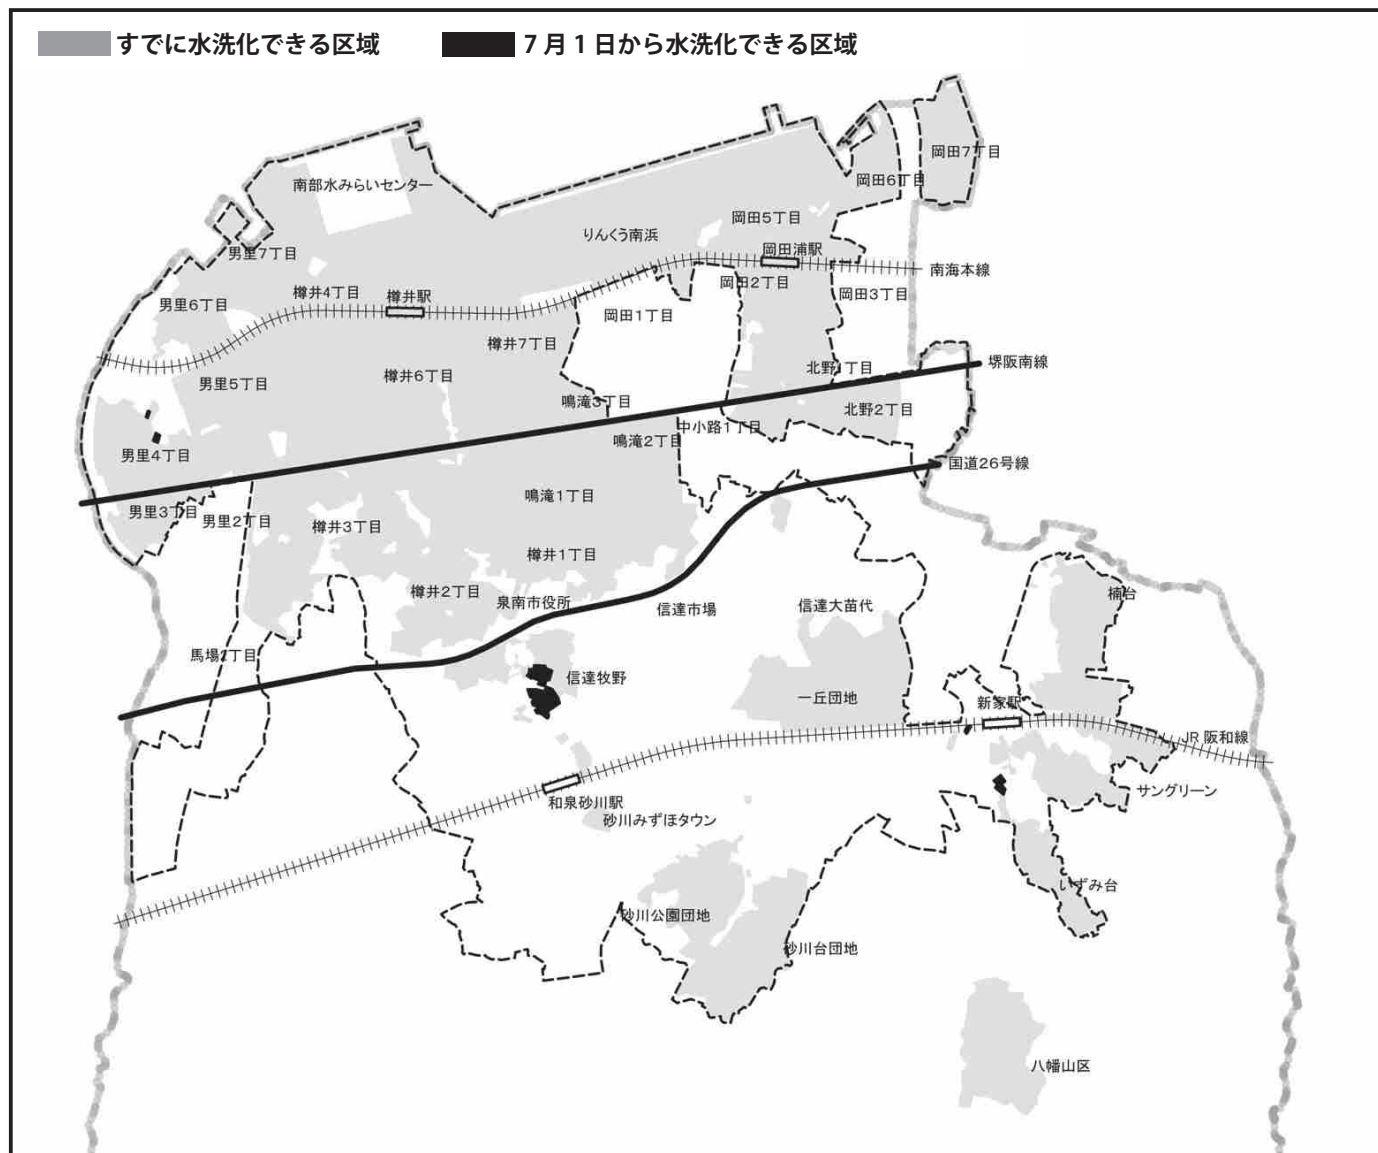 すでに水洗化できる区域
7月1日から水洗化できる区域
岡田7丁目
岡田6丁目
南部水みらいセンター
岡田5丁目
りんくう南浜
岡田浦駅
男里7丁目
南海本線
岡田2丁目
樽井4丁目
樽井駅
岡田3丁目
男里6丁目
岡田1丁目
樽井7丁目
堺阪南線
北野1丁目
樽井6丁目
男里5丁目
鳴滝3丁目
北野2丁目
中小路1丁目
鳴滝2丁目
男里4丁目
国道26号線
鳴滝1丁目
男里3丁目
男里2丁目
樽井3丁目
樽井1丁目
樽井2丁目
楠台
泉南市役所
信達市場
信達大苗代
馬場1丁目
信達牧野
一丘団地
新家駅
JR阪和線
サングリーン
和泉砂川駅
砂川みずほタウン
いずみ台
砂川公園団地
砂川台団地
八幡山区